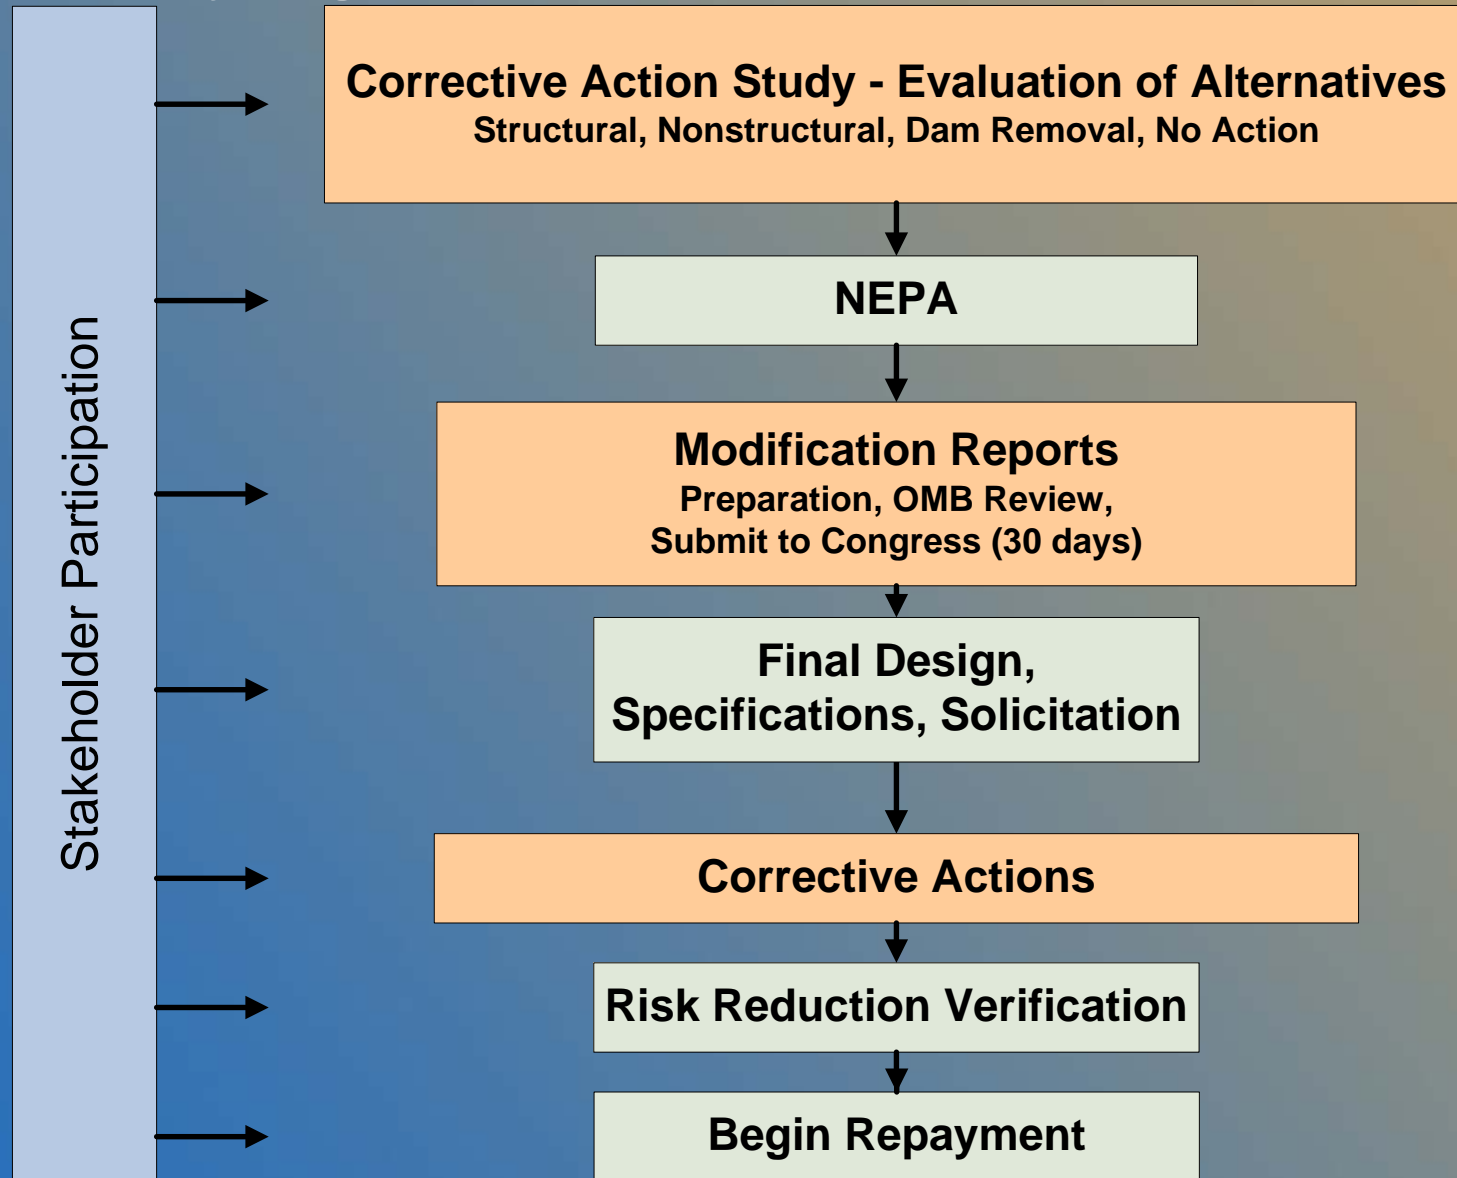 Stakeholder Participation
Corrective Action Study - Evaluation of Alternatives
Structural, Nonstructural, Dam Removal, No Action
NEPA
Modification Reports
Preparation, OMB Review,
Submit to Congress (30 days)
Final Design,
Specifications, Solicitation
Corrective Actions
Risk Reduction Verification
Begin Repayment